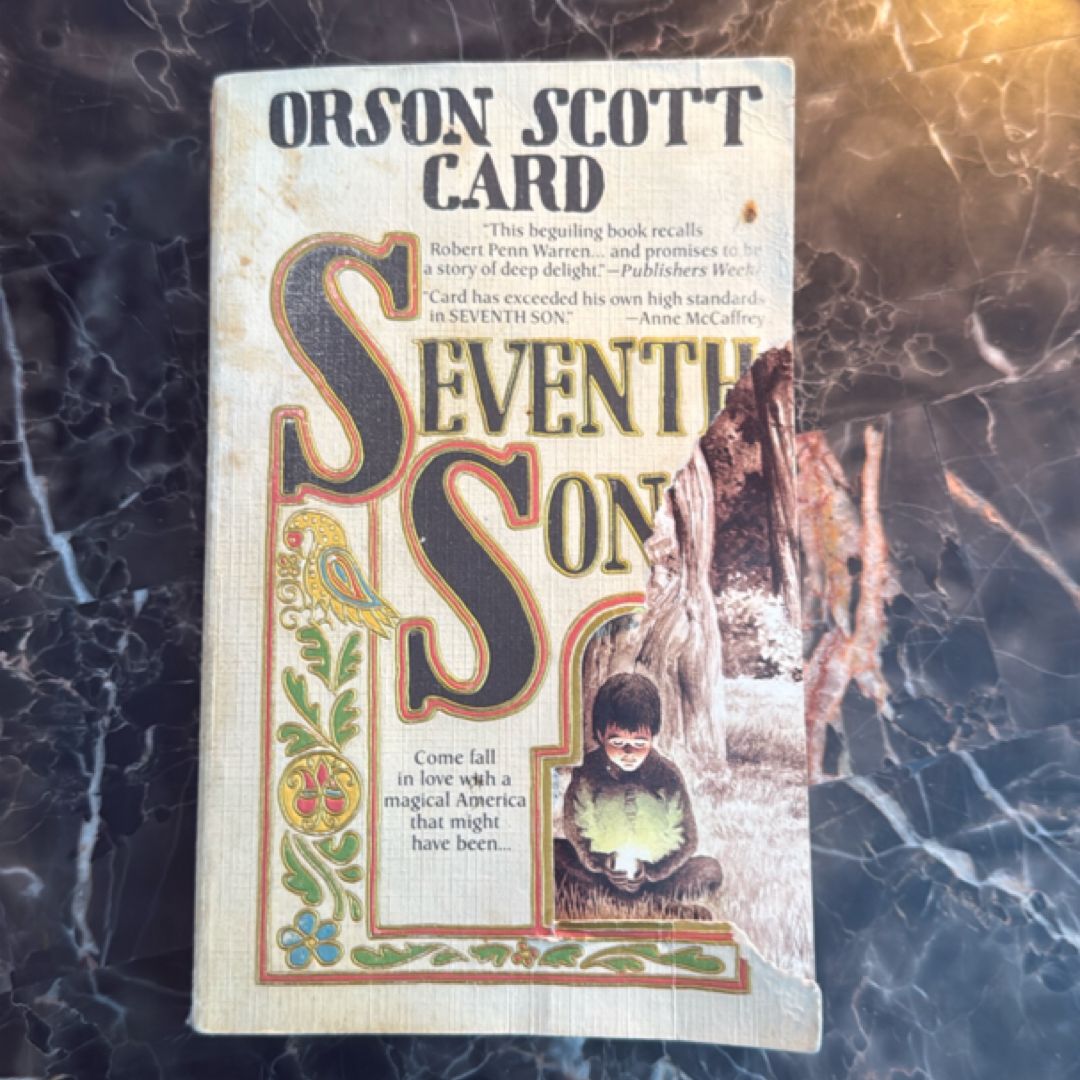 ORSON SCOTT
CARD
"This beguiling book recalls
Robert Penn Warren... and promises to be
a story of deep delight."—Publishers Week
"Card has exceeded his own high standards
in SEVENTH SON." —Anne McCaffrey
SEVENTH
SON
Come fall
in love with a
magical America
that might
have been...